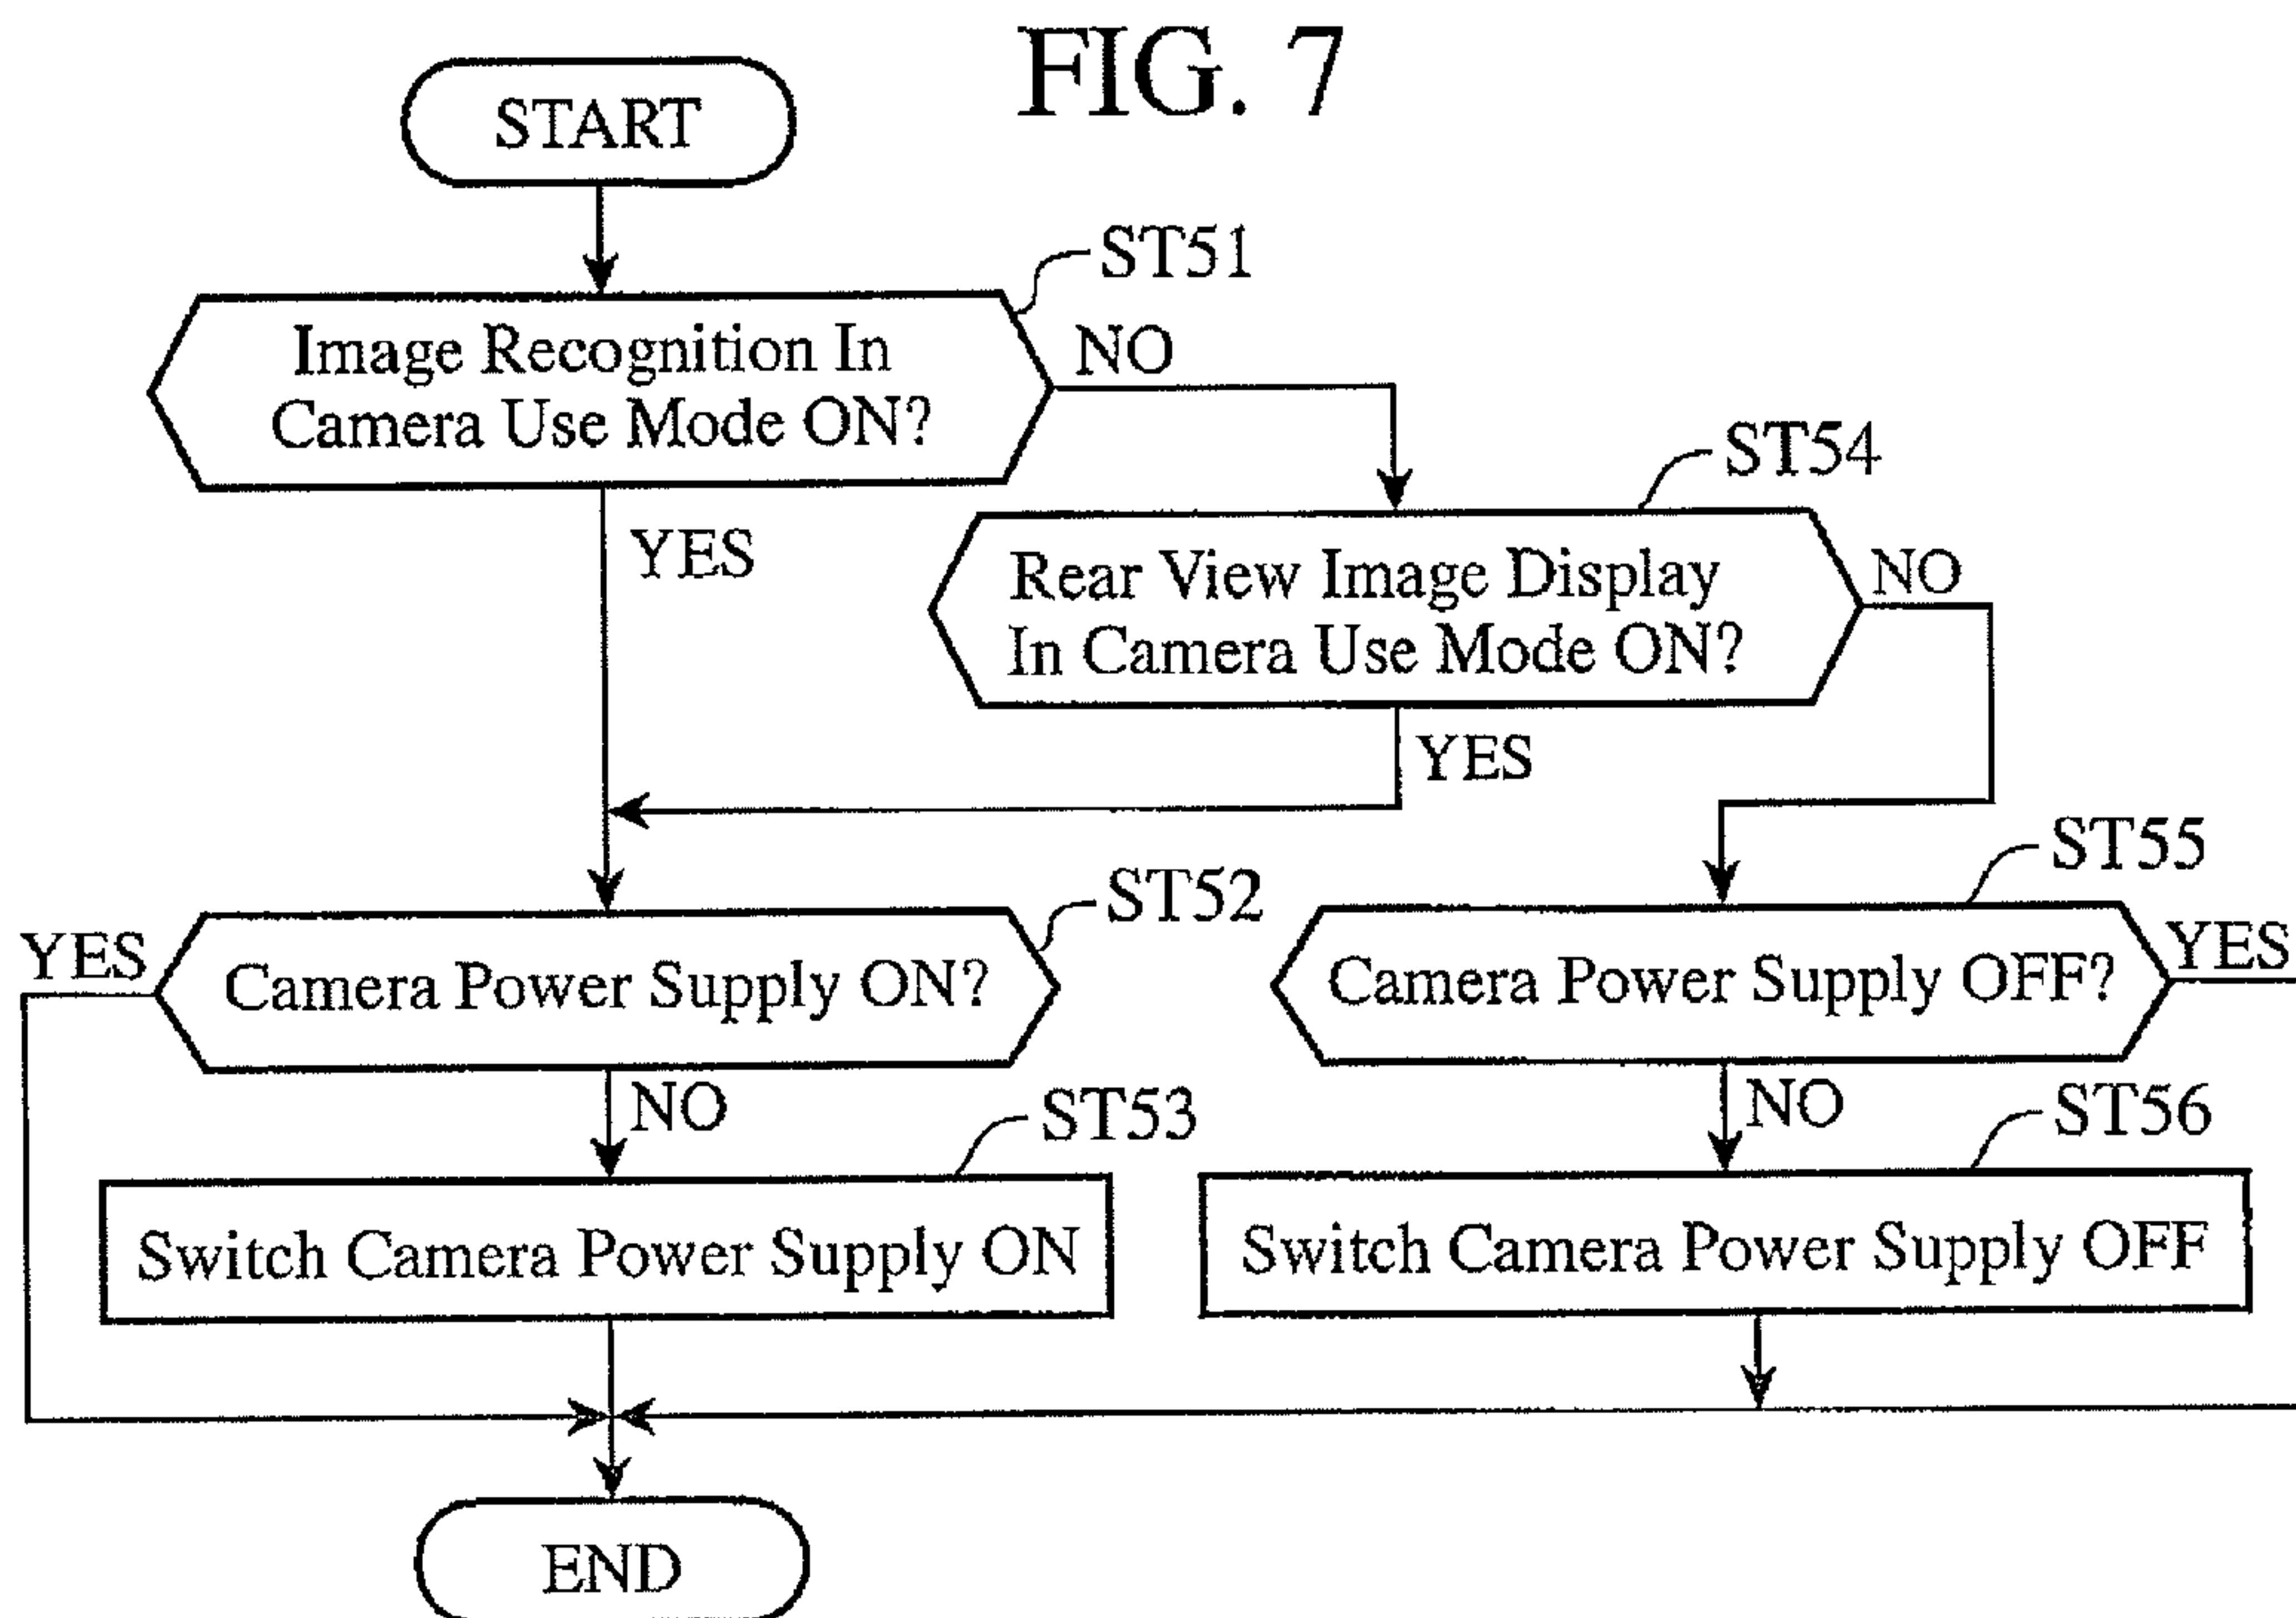 FIG. 7
START
ST51
Image Recognition In
Camera Use Mode ON?
NO
YES
ST54
Rear View Image Display
In Camera Use Mode ON?
NO
YES
ST52
YES
Camera Power Supply ON?
NO
ST55
Camera Power Supply OFF?
YES
NO
ST53
Switch Camera Power Supply ON
ST56
Switch Camera Power Supply OFF
END